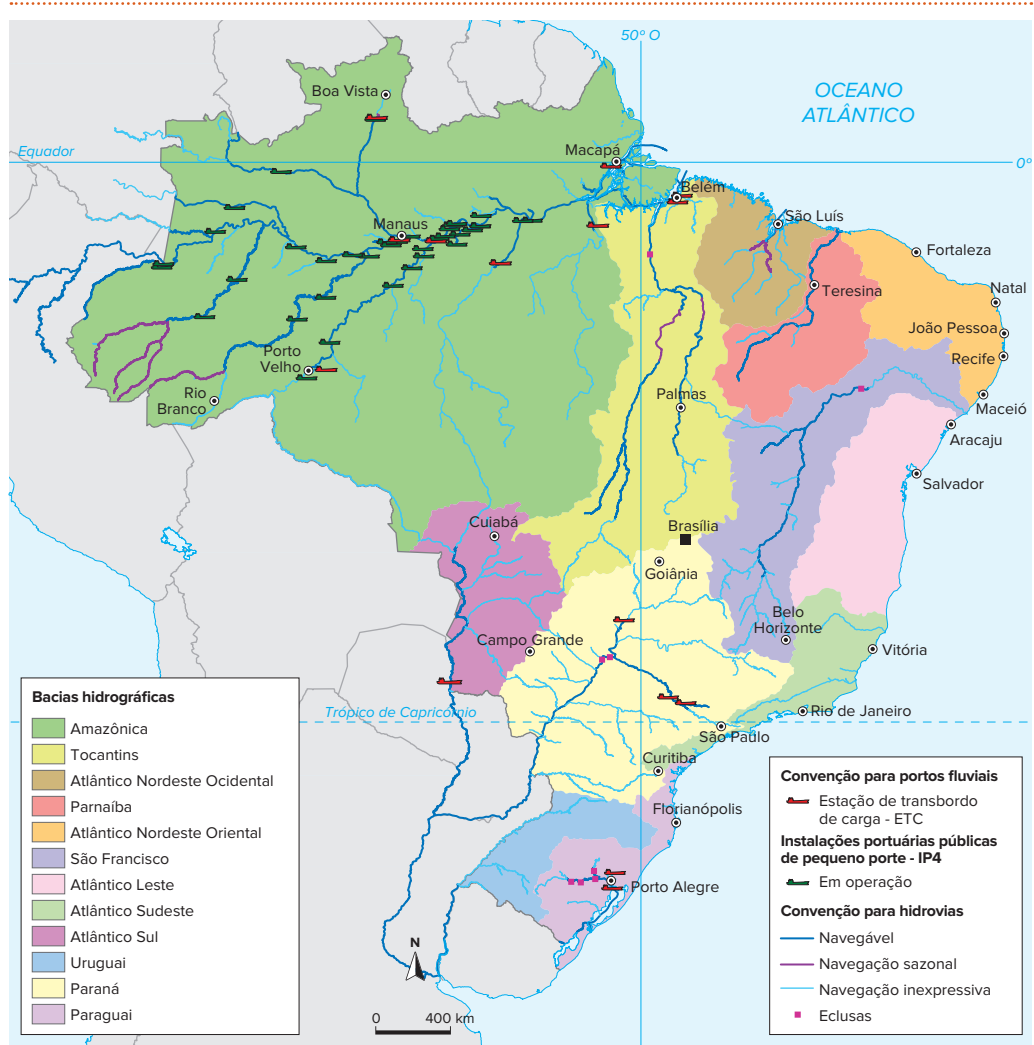 50° O
OCEANO
ATLÂNTICO
Boa Vista
Equador
0°
Macapá
Belém
São Luís
Manaus
Fortaleza
Teresina
Natal
João Pessoa
Recife
Porto
Velho
Rio
Branco
Palmas
Maceió
Aracaju
Salvador
Cuiabá
Brasília
Goiânia
Belo
Horizonte
Campo Grande
Vitória
Trópico de Capricórnio
Rio de Janeiro
São Paulo
Curitiba
Florianópolis
Porto Alegre
N
0 400 km
Bacias hidrográficas
Amazônica
Tocantins
Atlântico Nordeste Ocidental
Parnaíba
Atlântico Nordeste Oriental
São Francisco
Atlântico Leste
Atlântico Sudeste
Atlântico Sul
Uruguai
Paraná
Paraguai
Convenção para portos fluviais
Estação de transbordo
de carga - ETC
Instalações portuárias públicas
de pequeno porte - IP4
Em operação
Convenção para hidrovias
Navegável
Navegação sazonal
Navegação inexpressiva
Eclusas